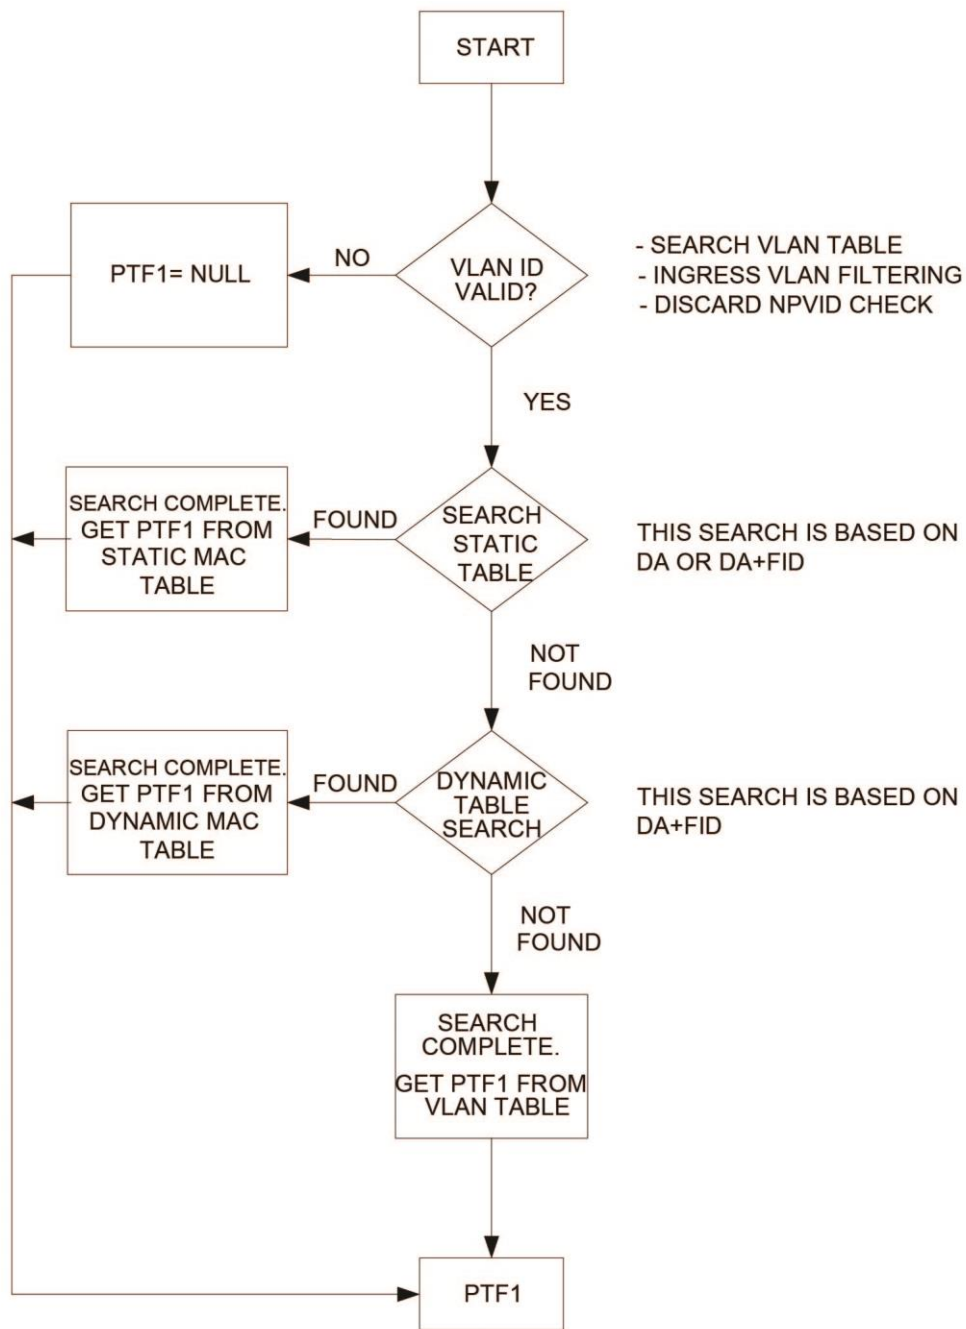 START
PTF1= NULL
NO
VLAN ID
VALID?
- SEARCH VLAN TABLE
- INGRESS VLAN FILTERING
- DISCARD NPVID CHECK
YES
SEARCH COMPLETE.
GET PTF1 FROM
STATIC MAC
TABLE
FOUND
SEARCH
STATIC
TABLE
THIS SEARCH IS BASED ON
DA OR DA+FID
NOT
FOUND
SEARCH COMPLETE.
GET PTF1 FROM
DYNAMIC MAC
TABLE
FOUND
DYNAMIC
TABLE
SEARCH
THIS SEARCH IS BASED ON
DA+FID
NOT
FOUND
SEARCH
COMPLETE.
GET PTF1 FROM
VLAN TABLE
PTF1